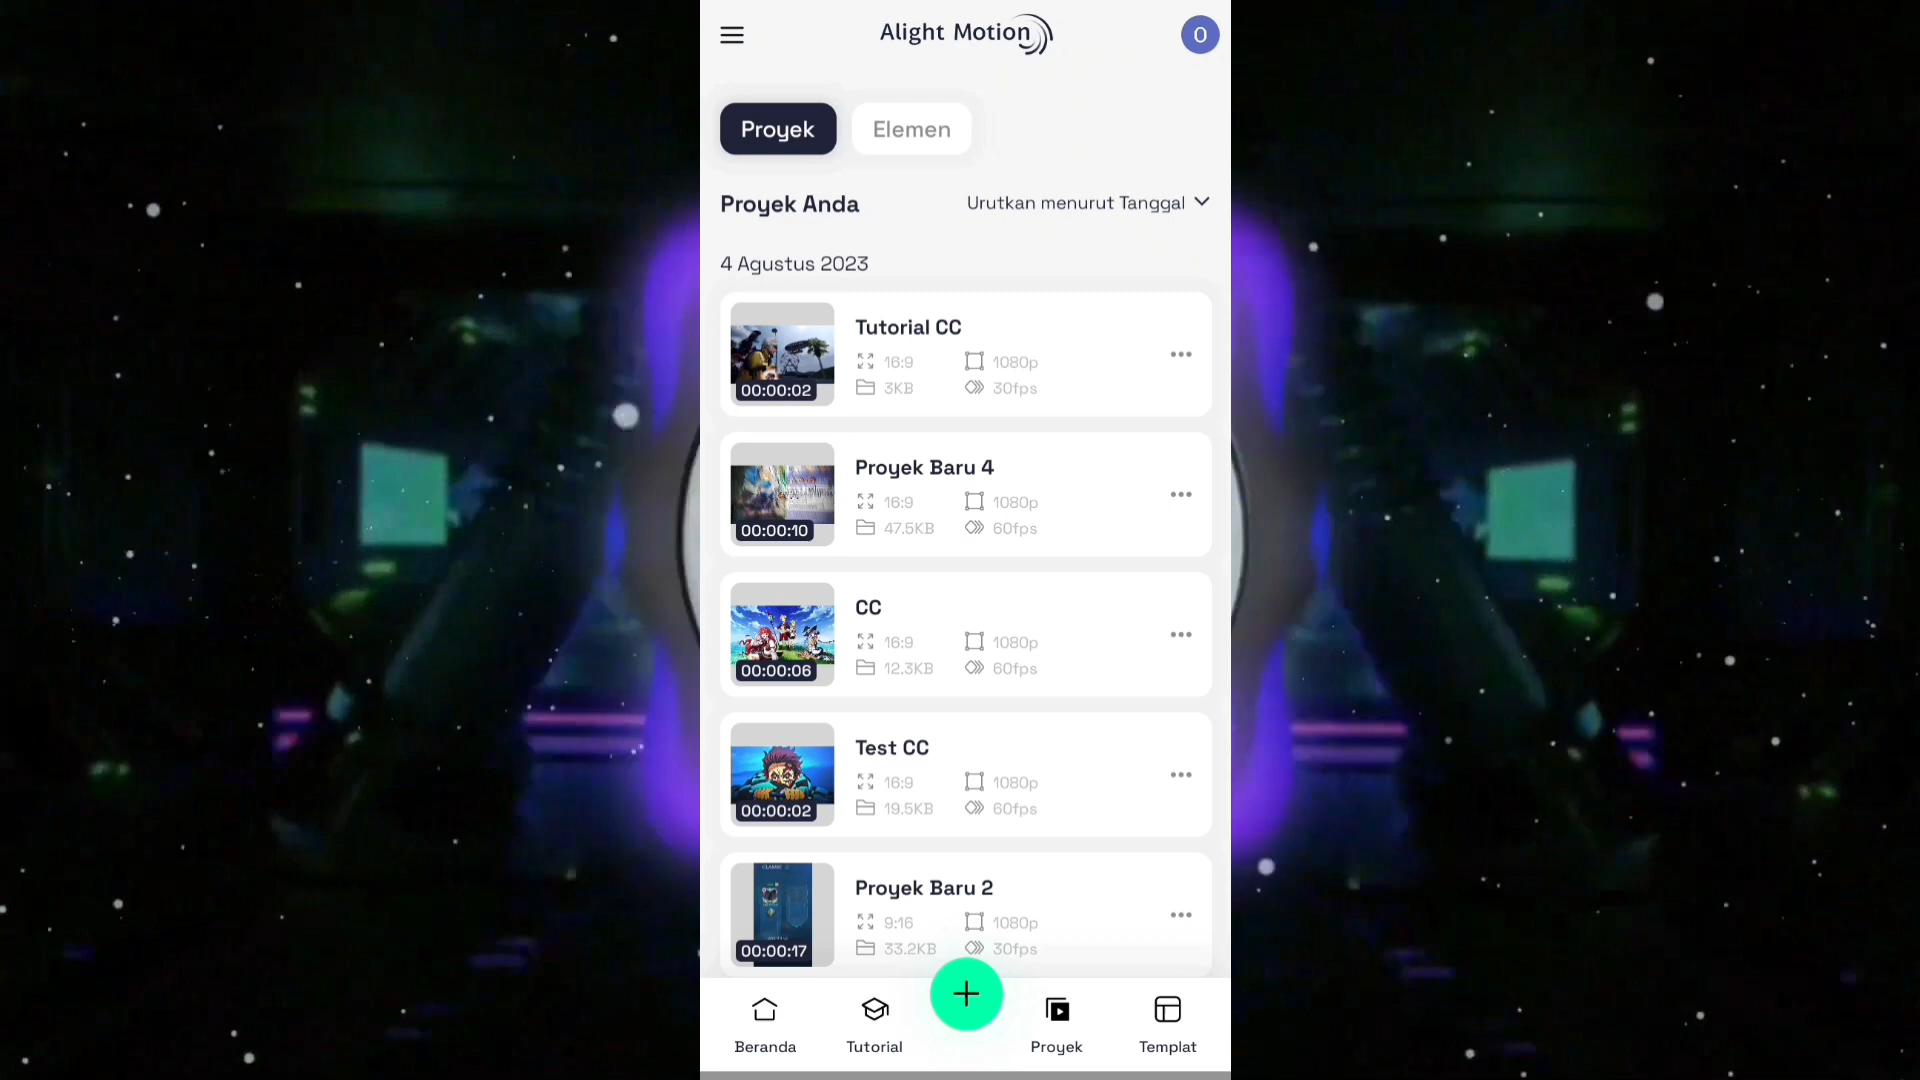 Alight Motion
O
Proyek
Elemen
Proyek Anda
Urutkan menurut Tanggal
4 Agustus 2023
Tutorial CC
16:9
1080p
3KB
30fps
00:00:02
Proyek Baru 4
16:9
1080p
47.5KB
60fps
00:00:10
CC
16:9
1080p
12.3KB
60fps
00:00:06
Test CC
16:9
1080p
19.5KB
60fps
00:00:02
CLASSIC
Proyek Baru 2
9:16
1080p
33.2KB
30fps
00:00:17
Beranda
Tutorial
Proyek
Templat